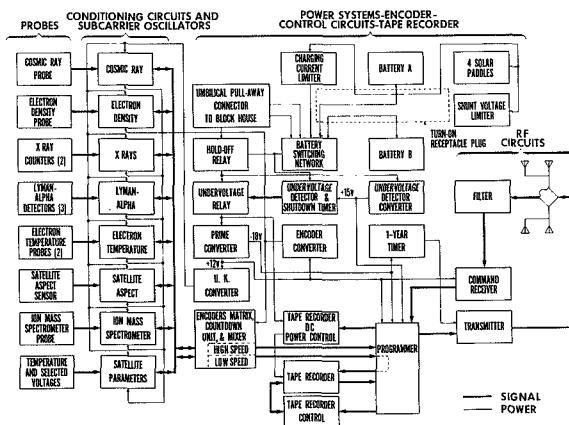 PROBES
CONDITIONING CIRCUITS AND
SUBCARRIER OSCILLATORS
POWER SYSTEMS-ENCODER-
CONTROL CIRCUITS-TAPE RECORDER
COSMIC RAY
PROBE
ELECTRON
DENSITY
PROBE
X RAY
COUNTERS (2)
LYMAN-
ALPHA
DETECTORS (3)
ELECTRON
TEMPERATURE
PROBES (2)
SATELLITE
ASPECT
SENSOR
ION MASS
SPECTROMETER
PROBE
TEMPERATURE
AND SELECTED
VOLTAGES
COSMIC RAY
ELECTRON
DENSITY
X RAYS
LYMAN-
ALPHA
ELECTRON
TEMPERATURE
SATELLITE
ASPECT
ION MASS
SPECTROMETER
SATELLITE
PARAMETERS
CHARGING
CURRENT
LIMITER
BATTERY A
4 SOLAR
PADDLES
UMBILICAL PULL-AWAY
CONNECTOR
TO BLOCK HOUSE
SHUNT VOLTAGE
LIMITER
HOLD-OFF
RELAY
BATTERY
SWITCHING
NETWORK
BATTERY B
TURN-ON
RECEPTACLE PLUG
UNDERVOLTAGE
RELAY
UNDERVOLTAGE
DETECTOR &
SHUTDOWN TIMER
+15v
UNDERVOLTAGE
DETECTOR
CONVERTER
PRIME
CONVERTER
-18v
ENCODER
CONVERTER
1-YEAR
TIMER
+12v
U. K.
CONVERTER
ENCODERS MATRIX,
COUNTDOWN
UNIT, & MIXER
HIGH SPEED
LOW SPEED
TAPE RECORDER
DC
POWER CONTROL
TAPE RECORDER
TAPE RECORDER
CONTROL
PROGRAMMER
RF
CIRCUITS
FILTER
COMMAND
RECEIVER
TRANSMITTER
SIGNAL
POWER